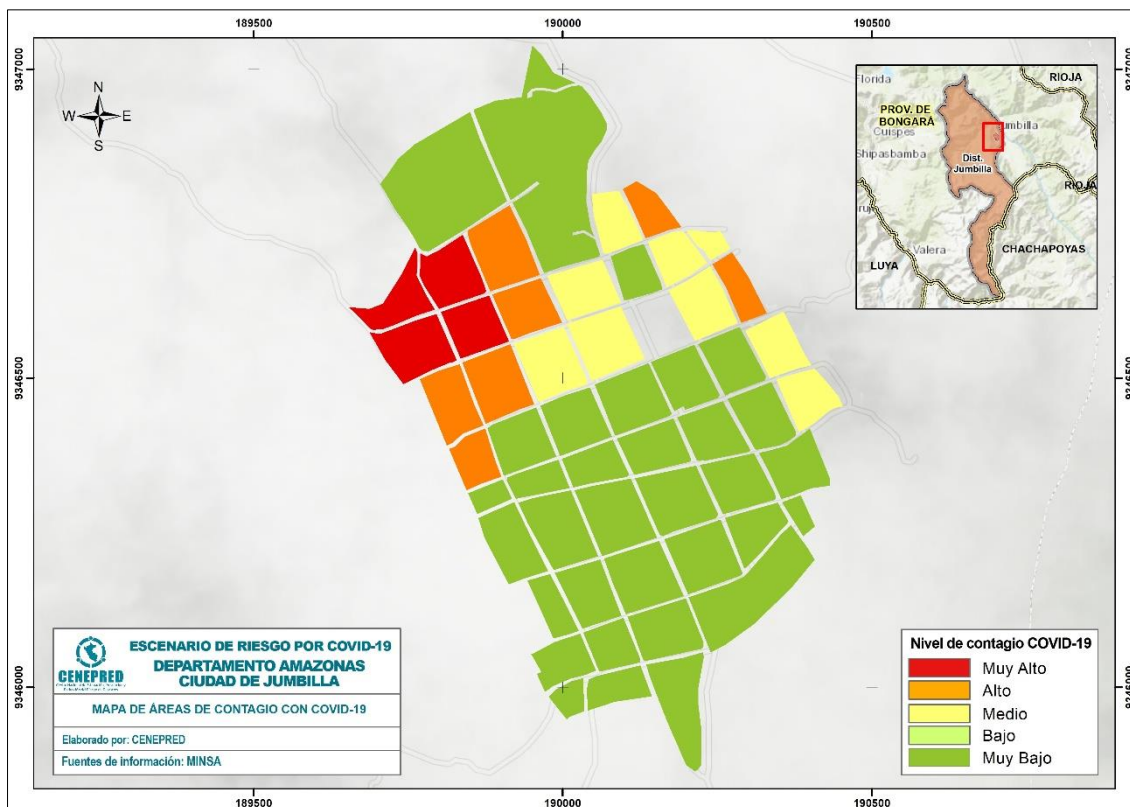 189500
190000
190500
9347000
9347000
N
W
E
S
Florida
RIOJA
PROV. DE
BONGARÁ
Cuispes
Jumbilla
Shipasbamba
Dist.
Jumbilla
RIOJA
Valera
CHACHAPOYAS
LUYA
9346500
9346500
CENEPRED
ESCENARIO DE RIESGO POR COVID-19
DEPARTAMENTO AMAZONAS
CIUDAD DE JUMBILLA
MAPA DE ÁREAS DE CONTAGIO CON COVID-19
Elaborado por: CENEPRED
Fuentes de información: MINSA
Nivel de contagio COVID-19
Muy Alto
Alto
Medio
Bajo
Muy Bajo
9346000
9346000
189500
190000
190500